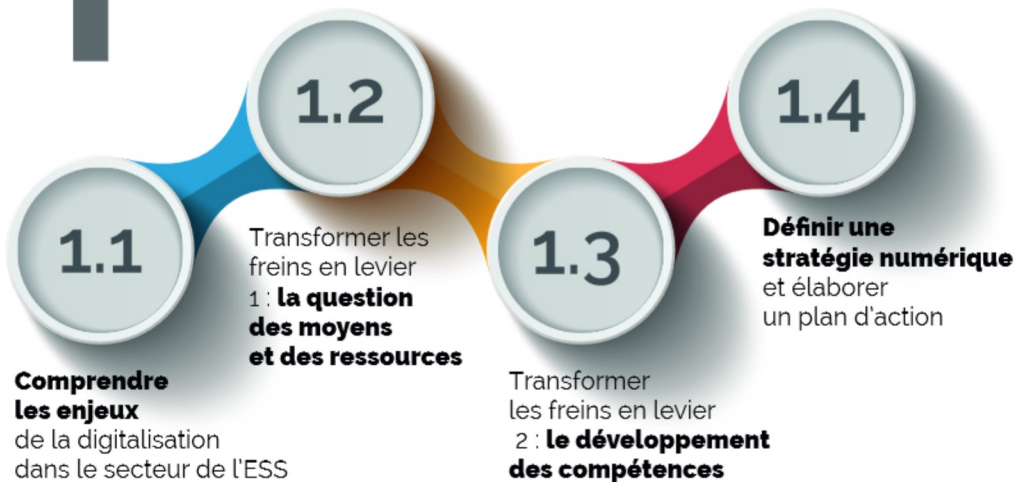 1.1
Comprendre
les enjeux
de la digitalisation
dans le secteur de l'ESS
1.2
Transformer les
freins en levier
1 : la question
des moyens
et des ressources
1.3
Transformer
les freins en levier
2 : le développement
des compétences
1.4
Définir une
stratégie numérique
et élaborer
un plan d'action